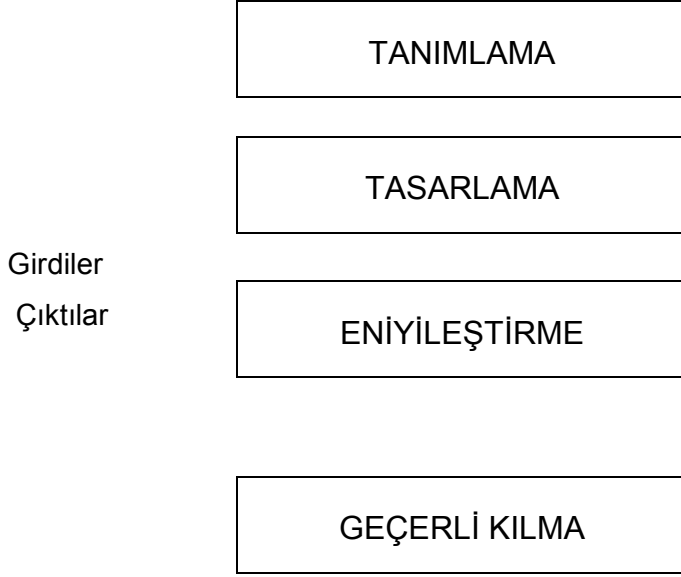 TANIMLAMA
TASARLAMA
Girdiler
Çıktılar
ENİYİLEŞTİRME
GEÇERLİ KILMA